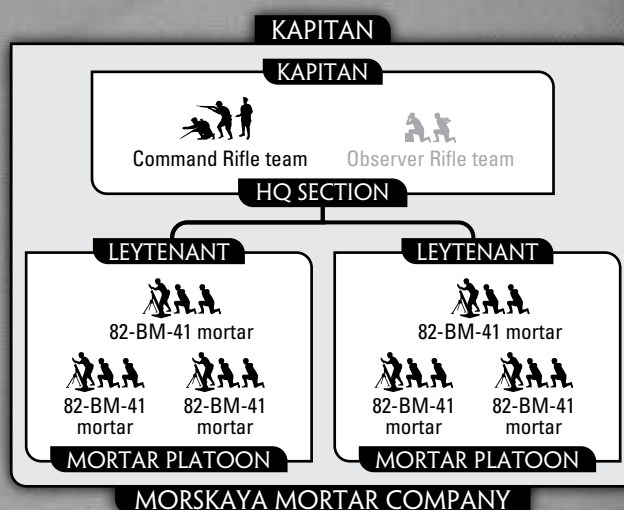 KAPITAN
KAPITAN
Command Rifle team
Observer Rifle team
HQ SECTION
LEYTENANT
82-BM-41 mortar
82-BM-41
mortar
82-BM-41
mortar
MORTAR PLATOON
LEYTENANT
82-BM-41 mortar
82-BM-41
mortar
82-BM-41
mortar
MORTAR PLATOON
MORSKAYA MORTAR COMPANY